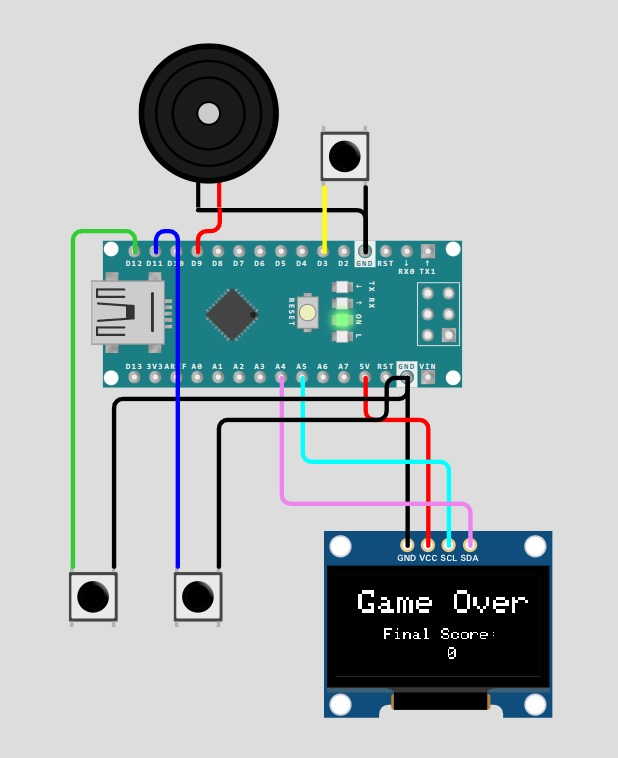 D12 D11 D10 D9 D8 D7 D6 D5 D4 D3 D2 GND RST ↓ RX0 ↑ TX1
RESET
TX RX
↓ ↑ ON L
D13 3V3 AREF A0 A1 A2 A3 A4 A5 A6 A7 5V RST GND VIN
GND VCC SCL SDA
Game Over
Final Score:
0